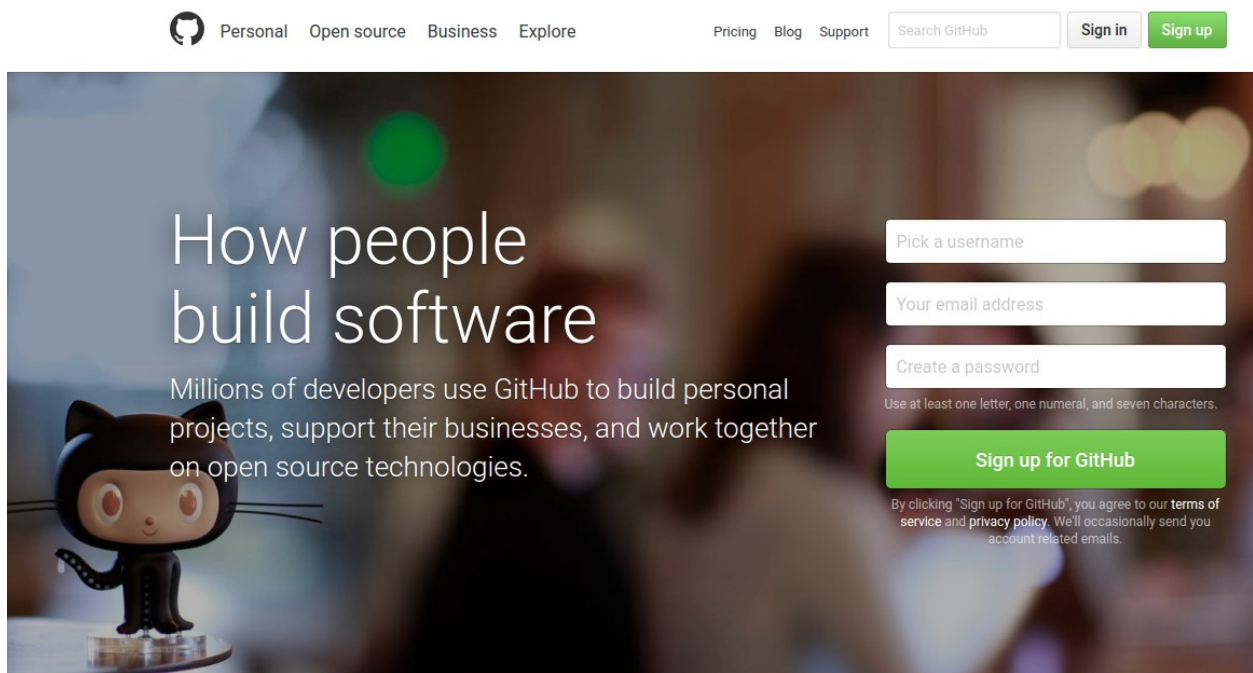 Personal Open source Business Explore Pricing Blog Support Search GitHub Sign in Sign up
How people
build software
Millions of developers use GitHub to build personal
projects, support their businesses, and work together
on open source technologies.
Pick a username
Your email address
Create a password
Use at least one letter, one numeral, and seven characters.
Sign up for GitHub
By clicking "Sign up for GitHub", you agree to our terms of
service and privacy policy. We'll occasionally send you
account related emails.